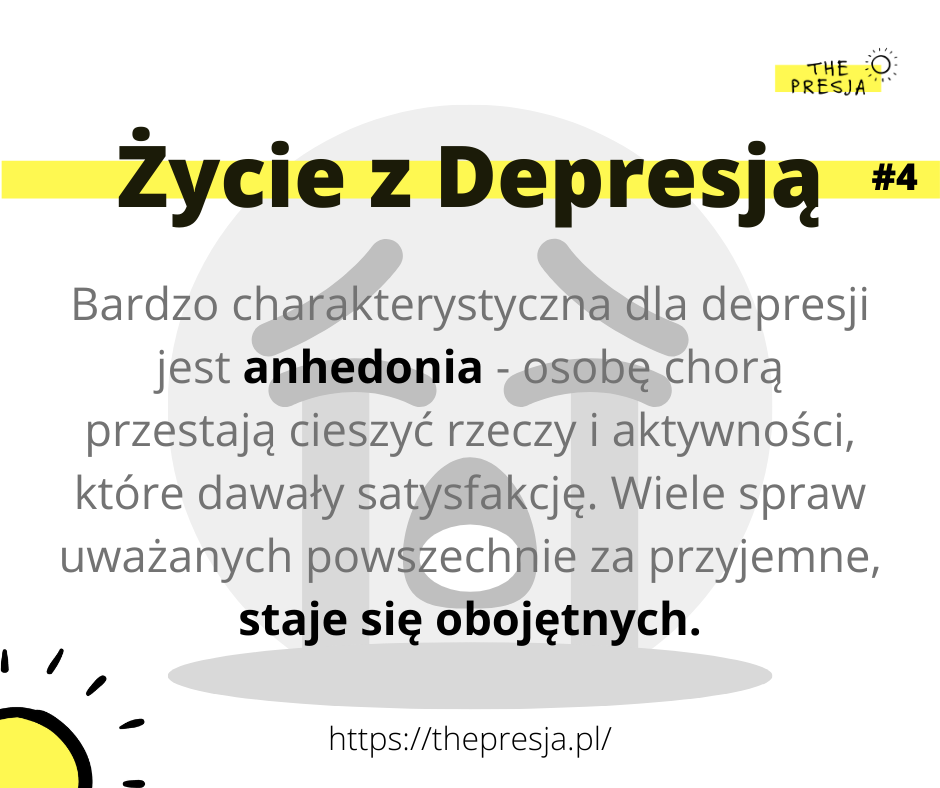 THE
PRESJA
Życie z Depresją
#4
Bardzo charakterystyczna dla depresji
jest anhedonia - osobę chorą
przestają cieszyć rzeczy i aktywności,
które dawały satysfakcję. Wiele spraw
uważanych powszechnie za przyjemne,
staje się obojętnych.
https://thepresja.pl/